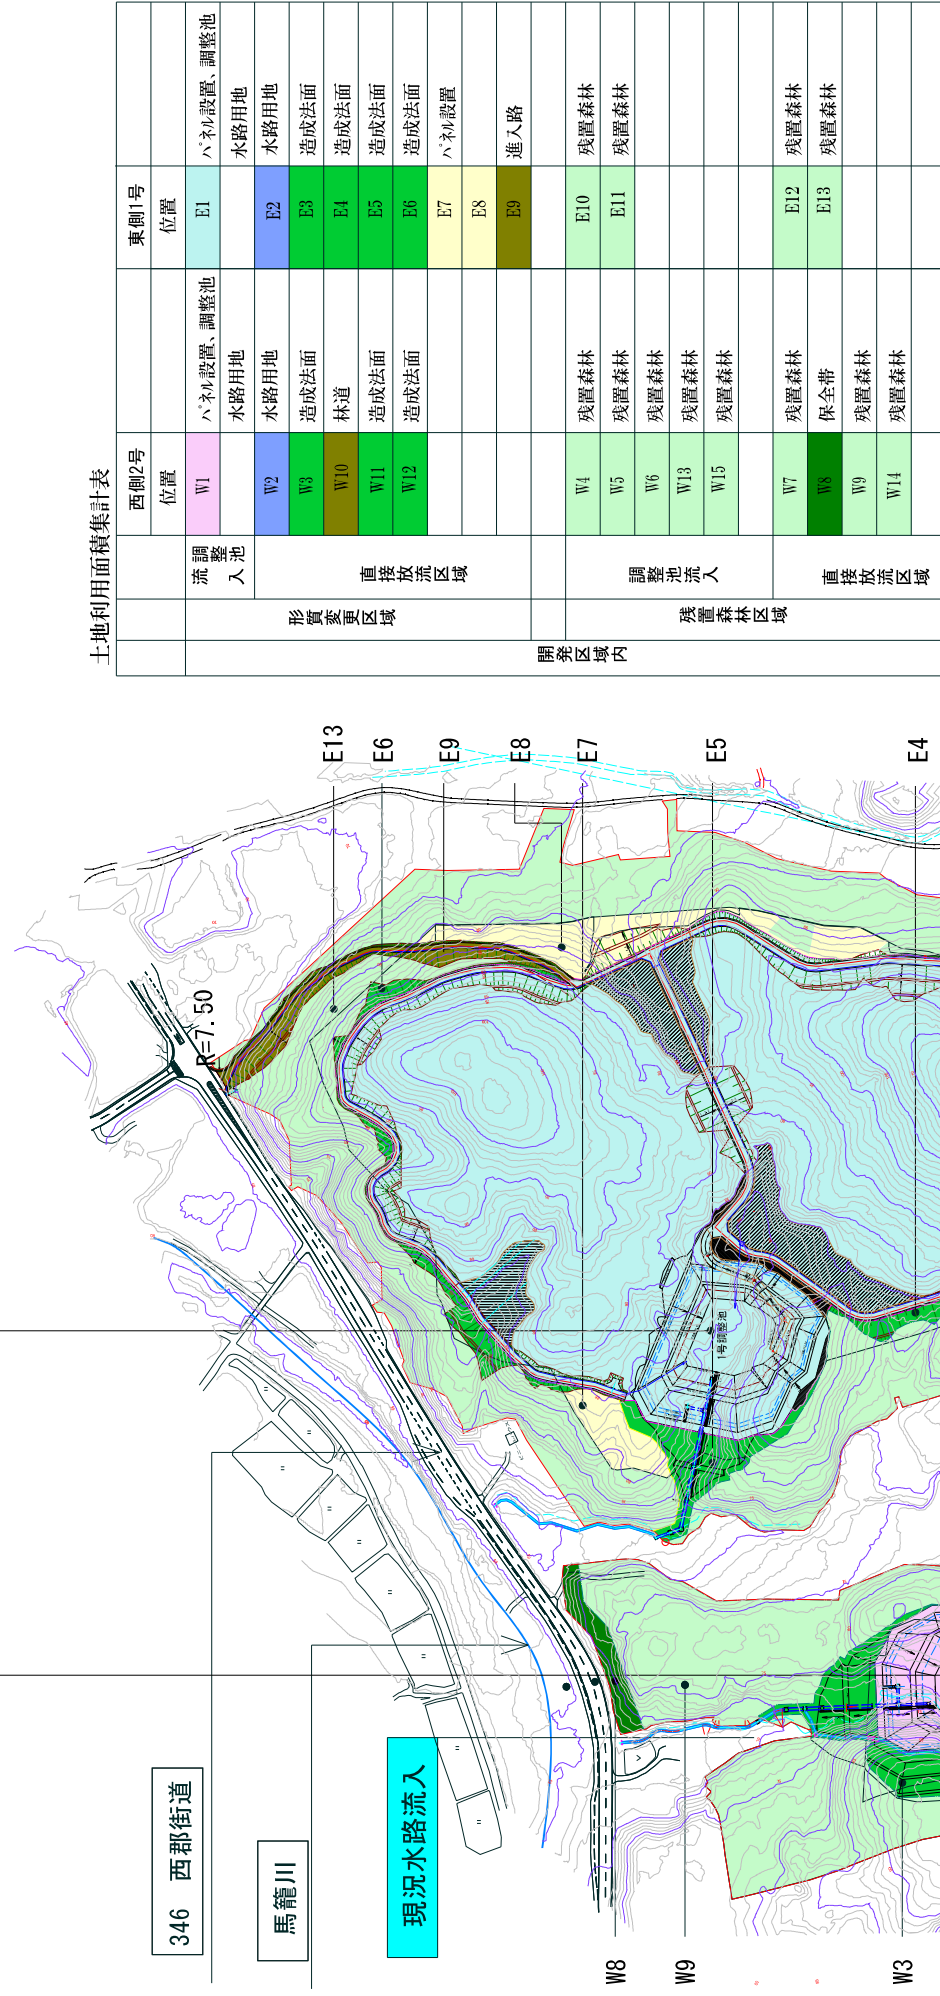 土地利用面積集計表
西側2号
東側1号
位置
位置
開発区域内
形質変更区域
調整池
流入
W1
パネル設置、調整池
E1
パネル設置、調整池
水路用地
水路用地
直接放流区域
W2
水路用地
E2
水路用地
W3
造成法面
E3
造成法面
W10
林道
E4
造成法面
W11
造成法面
E5
造成法面
W12
造成法面
E6
造成法面
E7
パネル設置
E8
E9
進入路
残置森林区域
調整池流入
W4
残置森林
E10
残置森林
W5
残置森林
E11
残置森林
W6
残置森林
W13
残置森林
W15
残置森林
直接放流区域
W7
残置森林
E12
残置森林
W8
保全帯
E13
残置森林
W9
残置森林
W14
残置森林
E13
E6
E9
E8
E7
E5
E4
R=7.50
1号調整池
346 西郡街道
馬籠川
現況水路流入
W8
W9
W3